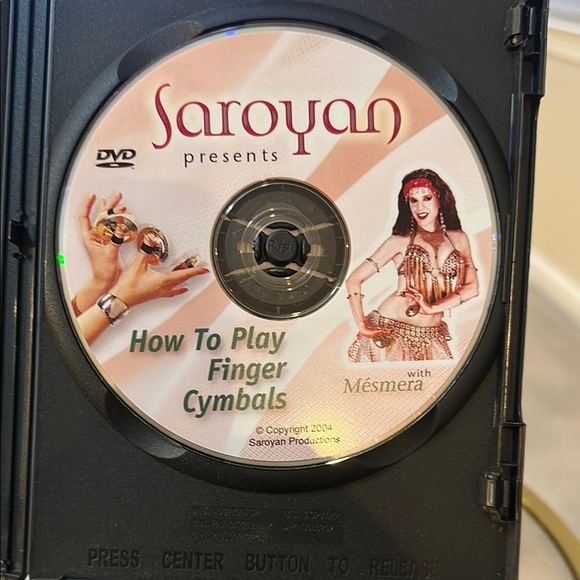 Saroyan
presents
DVD
How To Play
Finger
Cymbals
with
Mésmera
© Copyright 2004
Saroyan Productions
PRESS CENTER BUTTON TO RELEASE